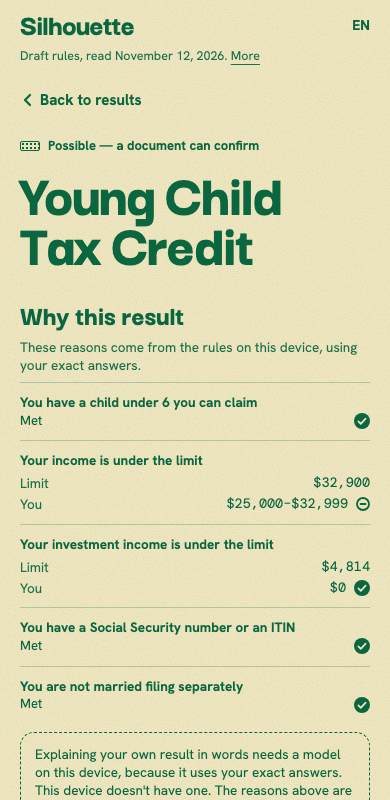 Silhouette
EN
Draft rules, read November 12, 2026. More
Back to results
Possible — a document can confirm
Young Child
Tax Credit
Why this result
These reasons come from the rules on this device, using
your exact answers.
You have a child under 6 you can claim
Met
Your income is under the limit
Limit $32,900
You $25,000–$32,999
Your investment income is under the limit
Limit $4,814
You $0
You have a Social Security number or an ITIN
Met
You are not married filing separately
Met
Explaining your own result in words needs a model
on this device, because it uses your exact answers.
This device doesn't have one. The reasons above are